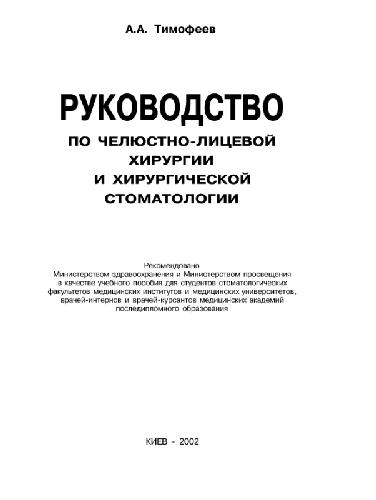 А.А. Тимофеев
РУКОВОДСТВО
ПО ЧЕЛЮСТНО-ЛИЦЕВОЙ
ХИРУРГИИ
И ХИРУРГИЧЕСКОЙ
СТОМАТОЛОГИИ
Рекомендовано
Министерством здравоохранения и Министерством просвещения
в качестве учебного пособия для студентов стоматологических
факультетов медицинских институтов и медицинских университетов,
врачей-интернов и врачей-курсантов медицинских академий
последипломного образования
КИЕВ - 2002